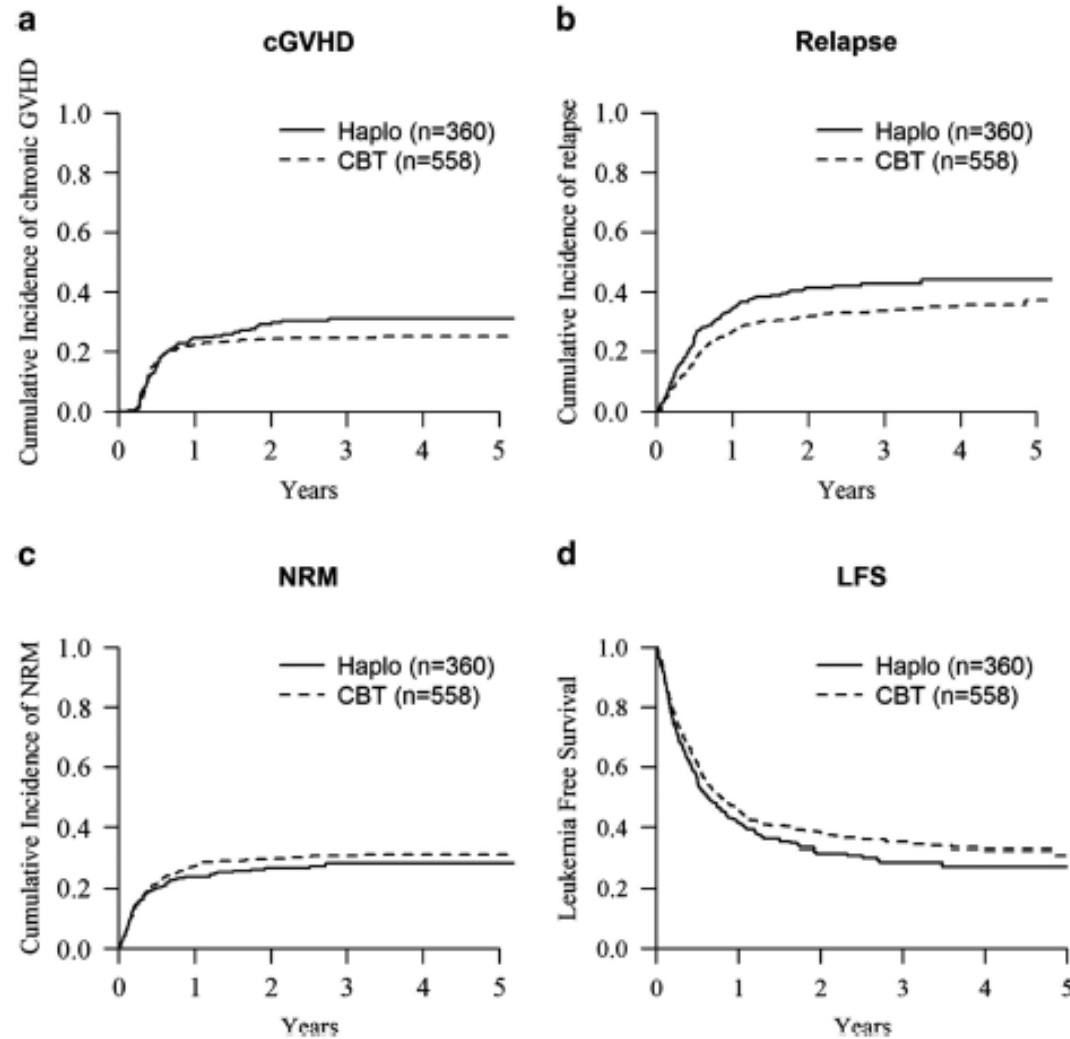 a
cGVHD
Cumulative Incidence of chronic GVHD
1.0
0.8
0.6
0.4
0.2
0.0
Haplo (n=360)
CBT (n=558)
0 1 2 3 4 5
Years
b
Relapse
Cumulative Incidence of relapse
1.0
0.8
0.6
0.4
0.2
0.0
Haplo (n=360)
CBT (n=558)
0 1 2 3 4 5
Years
c
NRM
Cumulative Incidence of NRM
1.0
0.8
0.6
0.4
0.2
0.0
Haplo (n=360)
CBT (n=558)
0 1 2 3 4 5
Years
d
LFS
Leukemia Free Survival
1.0
0.8
0.6
0.4
0.2
0.0
Haplo (n=360)
CBT (n=558)
0 1 2 3 4 5
Years